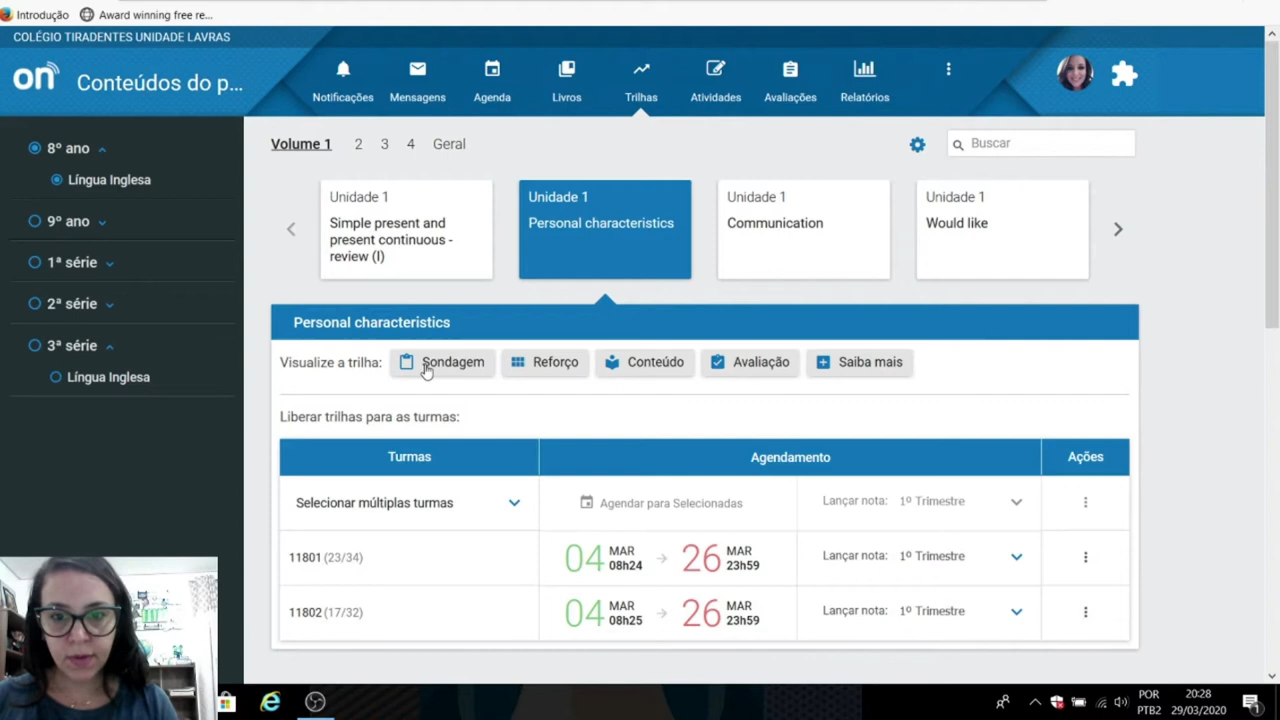 Introdução
Award winning free re...
COLÉGIO TIRADENTES UNIDADE LAVRAS
on
Conteúdos do p...
Notificações
Mensagens
Agenda
Livros
Trilhas
Atividades
Avaliações
Relatórios
8º ano
Língua Inglesa
9º ano
1ª série
2ª série
3ª série
Língua Inglesa
Volume 1 2 3 4 Geral
Buscar
Unidade 1
Simple present and
present continuous -
review (I)
Unidade 1
Personal characteristics
Unidade 1
Communication
Unidade 1
Would like
Personal characteristics
Visualize a trilha: Sondagem Reforço Conteúdo Avaliação Saiba mais
Liberar trilhas para as turmas:
Turmas Agendamento Ações
Selecionar múltiplas turmas Agendar para Selecionadas Lançar nota: 1º Trimestre
11801 (23/34) 04 MAR 08h24 26 MAR 23h59 Lançar nota: 1º Trimestre
11802 (17/32) 04 MAR 08h25 26 MAR 23h59 Lançar nota: 1º Trimestre
POR 20:28
PTB2 29/03/2020
1